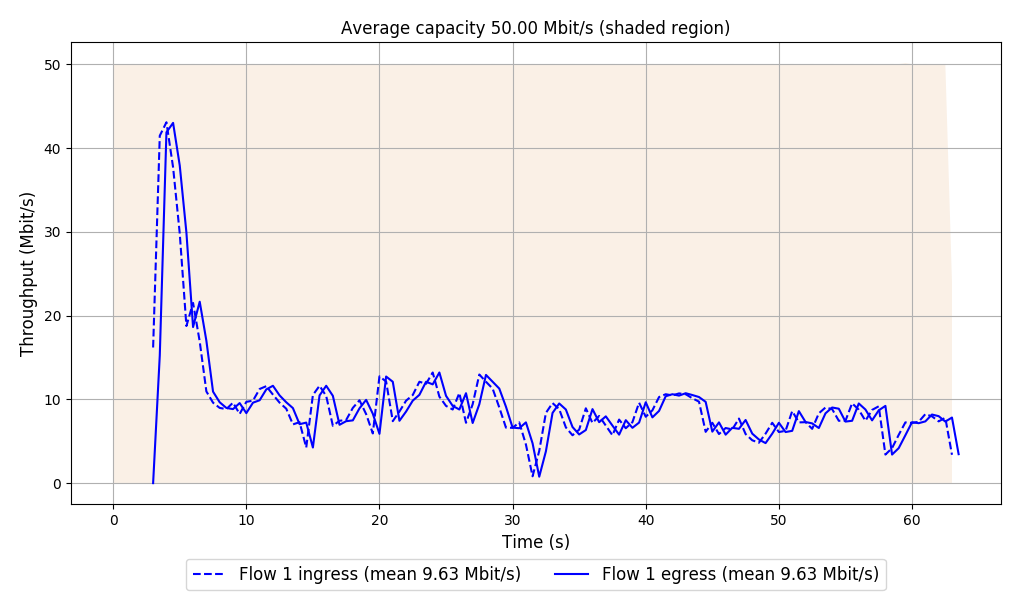 Average capacity 50.00 Mbit/s (shaded region)
Throughput (Mbit/s)
50
40
30
20
10
0
0 10 20 30 40 50 60
Time (s)
Flow 1 ingress (mean 9.63 Mbit/s) Flow 1 egress (mean 9.63 Mbit/s)